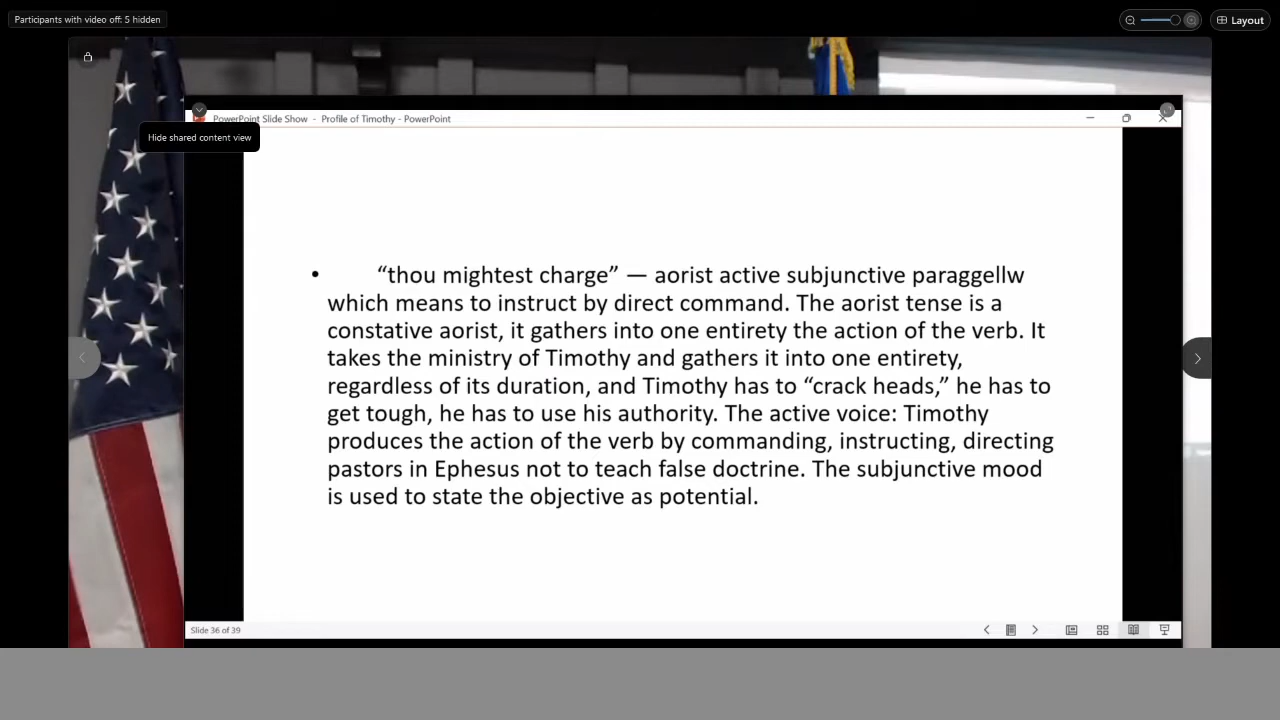 Participants with video off: 5 hidden
Layout
PowerPoint Slide Show - Profile of Timothy - PowerPoint
Hide shared content view
• “thou mightest charge” — aorist active subjunctive paraggellw
which means to instruct by direct command. The aorist tense is a
constative aorist, it gathers into one entirety the action of the verb. It
takes the ministry of Timothy and gathers it into one entirety,
regardless of its duration, and Timothy has to “crack heads,” he has to
get tough, he has to use his authority. The active voice: Timothy
produces the action of the verb by commanding, instructing, directing
pastors in Ephesus not to teach false doctrine. The subjunctive mood
is used to state the objective as potential.
Slide 36 of 39